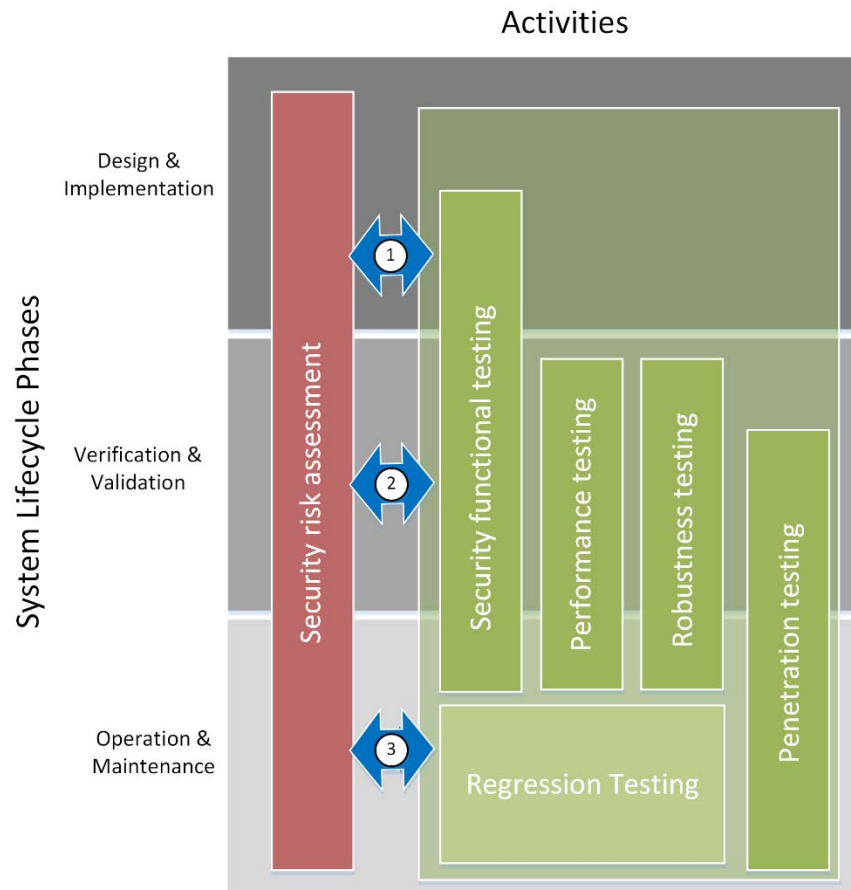 Activities
System Lifecycle Phases
Design &
Implementation
Verification &
Validation
Operation &
Maintenance
Security risk assessment
1
2
3
Security functional testing
Performance testing
Robustness testing
Penetration testing
Regression Testing